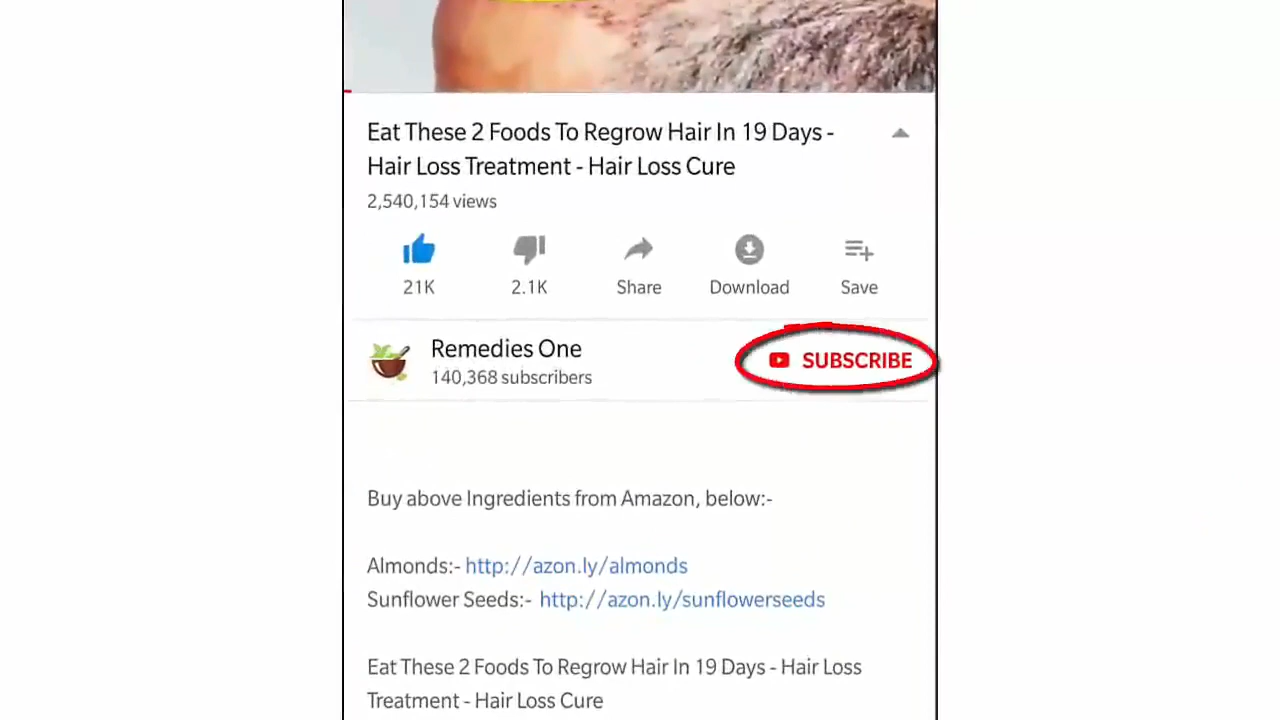 Eat These 2 Foods To Regrow Hair In 19 Days -
Hair Loss Treatment - Hair Loss Cure
2,540,154 views
21K
2.1K
Share
Download
Save
Remedies One
140,368 subscribers
SUBSCRIBE
Buy above Ingredients from Amazon, below:-
Almonds:- http://azon.ly/almonds
Sunflower Seeds:- http://azon.ly/sunflowerseeds
Eat These 2 Foods To Regrow Hair In 19 Days - Hair Loss
Treatment - Hair Loss Cure